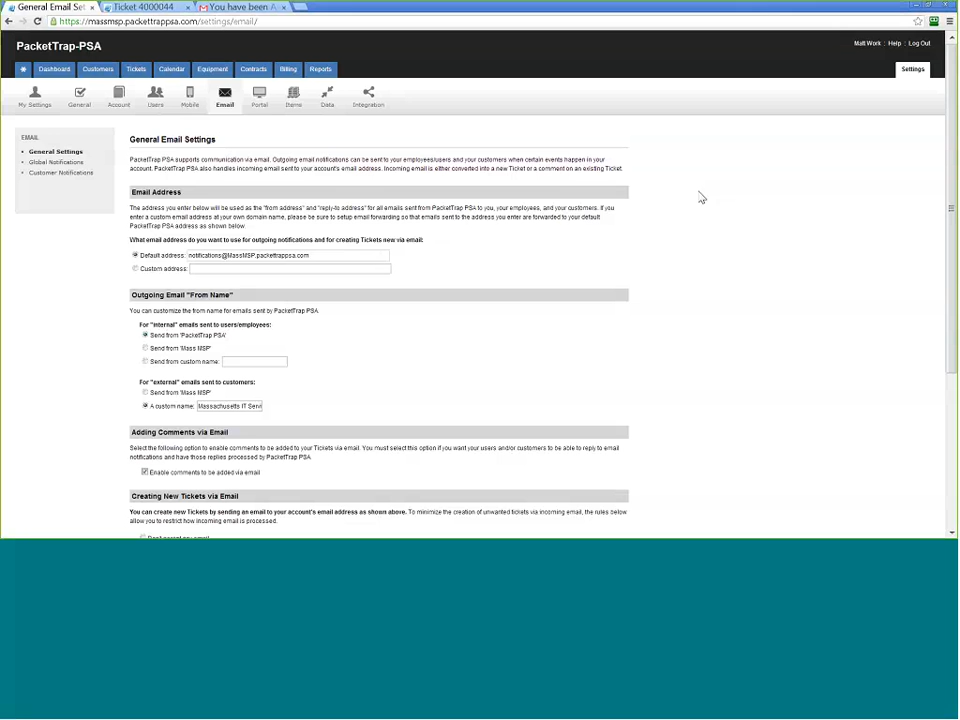 General Email Set
Ticket 4000044
You have been A
https://massmsp.packettrappsa.com/settings/email/
PacketTrap-PSA
Matt Work | Help | Log Out
Dashboard
Customers
Tickets
Calendar
Equipment
Contracts
Billing
Reports
Settings
My Settings
General
Account
Users
Mobile
Email
Portal
Items
Data
Integration
EMAIL
General Settings
Global Notifications
Customer Notifications
General Email Settings
PacketTrap PSA supports communication via email. Outgoing email notifications can be sent to your employees/users and your customers when certain events happen in your
account. PacketTrap PSA also handles incoming email sent to your account's email address. Incoming email is either converted into a new Ticket or a comment on an existing Ticket.
Email Address
The address you enter below will be used as the "from address" and "reply-to address" for all emails sent from PacketTrap PSA to you, your employees, and your customers. If you
enter a custom email address at your own domain name, please be sure to setup email forwarding so that emails sent to the address you enter are forwarded to your default
PacketTrap PSA address as shown below.
What email address do you want to use for outgoing notifications and for creating Tickets new via email:
Default address: notifications@MassMSP.packettrappsa.com
Custom address:
Outgoing Email "From Name"
You can customize the from name for emails sent by PacketTrap PSA
For "internal" emails sent to users/employees:
Send from 'PacketTrap PSA'
Send from 'Mass MSP'
Send from custom name:
For "external" emails sent to customers:
Send from 'Mass MSP'
A custom name: Massachusetts IT Servi
Adding Comments via Email
Select the following option to enable comments to be added to your Tickets via email. You must select this option if you want your users and/or customers to be able to reply to email
notifications and have those replies processed by PacketTrap PSA.
Enable comments to be added via email
Creating New Tickets via Email
You can create new Tickets by sending an email to your account's email address as shown above. To minimize the creation of unwanted tickets via incoming email, the rules below
allow you to restrict how incoming email is processed.